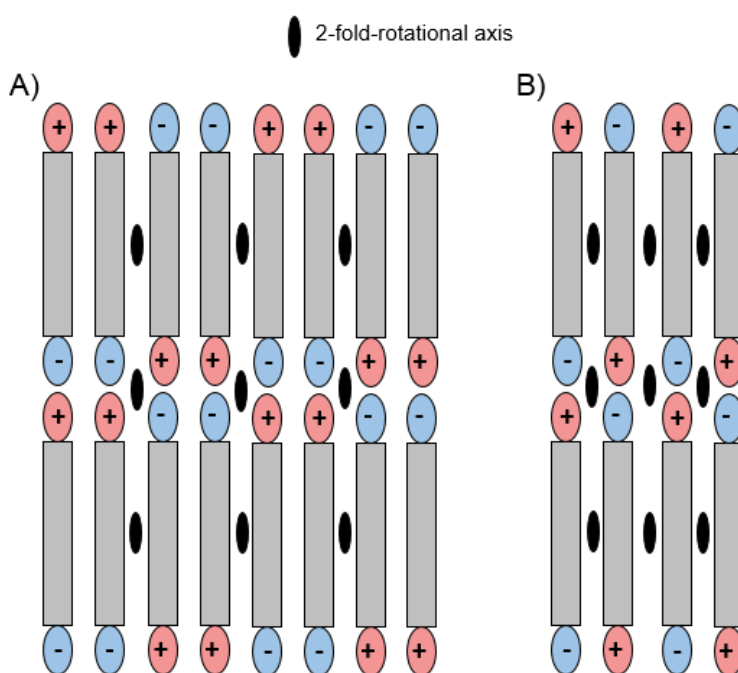 2-fold-rotational axis
A) B)
+ + - - + + - - + - + -
- - + + - - + + - + - +
+ + - - + + - - + - + -
- - + + - - + + - + - +